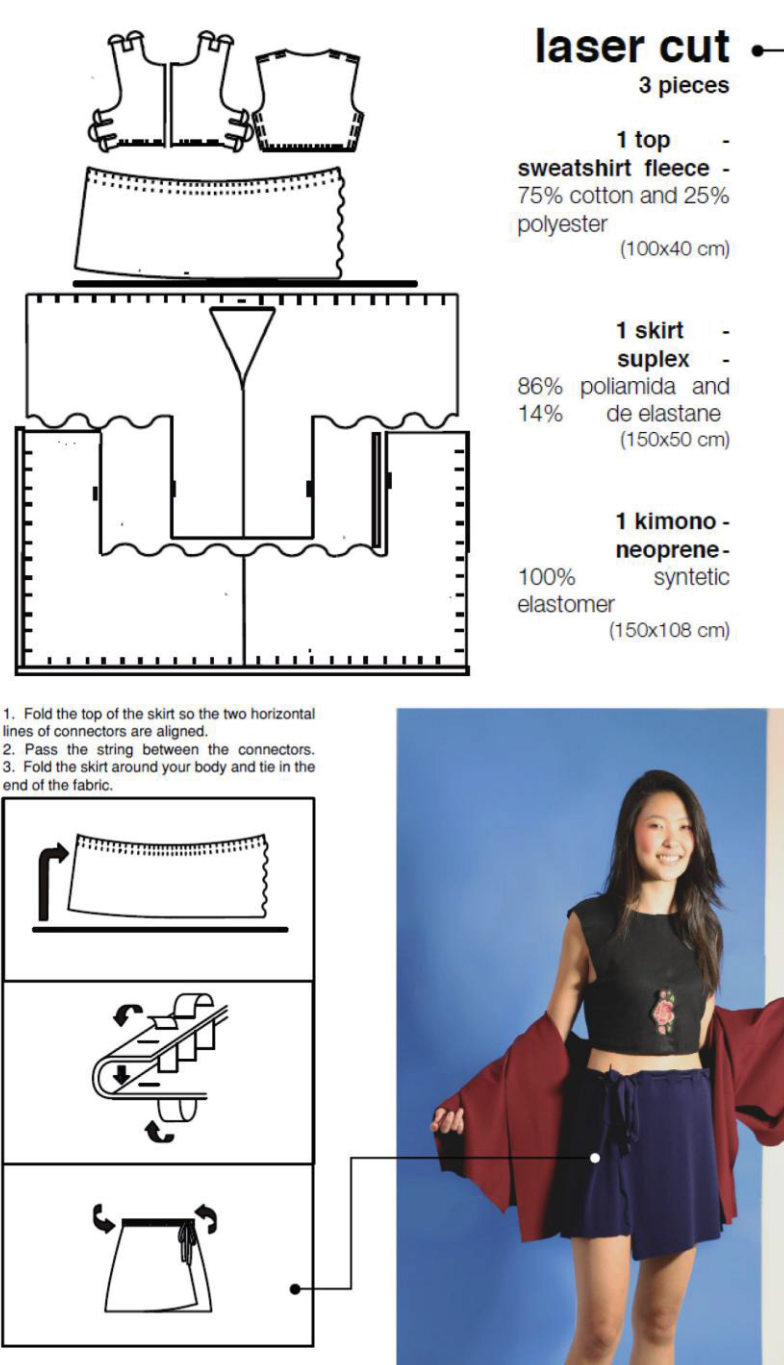 laser cut
3 pieces
1 top -
sweatshirt fleece -
75% cotton and 25%
polyester
(100x40 cm)
1 skirt -
suplex -
86% poliamida and
14% de elastane
(150x50 cm)
1 kimono -
neoprene -
100% syntetic
elastomer
(150x108 cm)
1. Fold the top of the skirt so the two horizontal
lines of connectors are aligned.
2. Pass the string between the connectors.
3. Fold the skirt around your body and tie in the
end of the fabric.